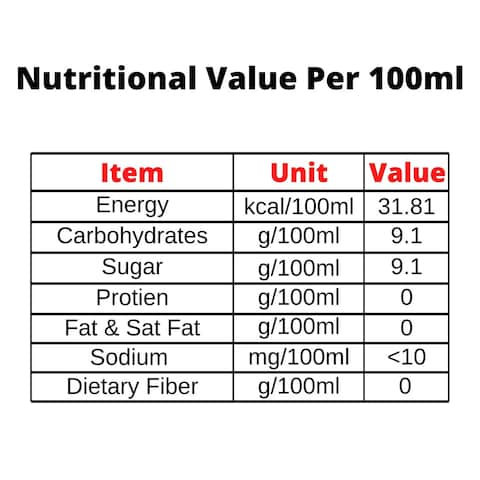 Nutritional Value Per 100ml
Item Unit Value
Energy kcal/100ml 31.81
Carbohydrates g/100ml 9.1
Sugar g/100ml 9.1
Protien g/100ml 0
Fat & Sat Fat g/100ml 0
Sodium mg/100ml <10
Dietary Fiber g/100ml 0